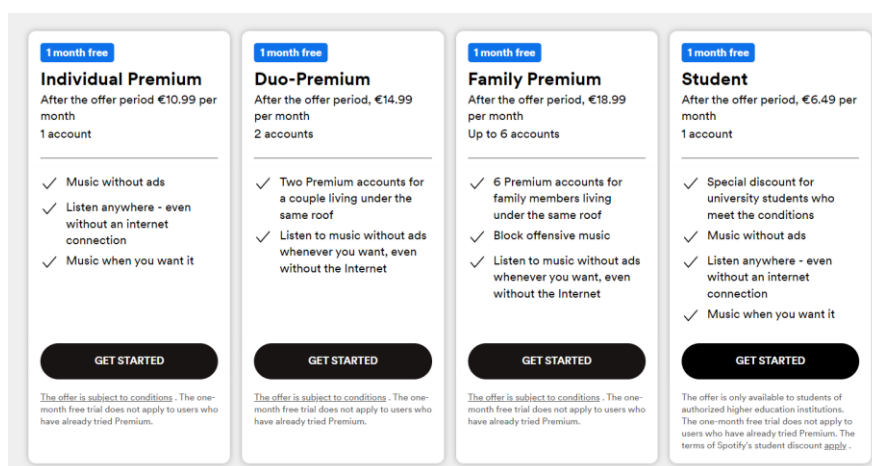 1 month free
Individual Premium
After the offer period €10.99 per
month
1 account
Music without ads
Listen anywhere - even
without an internet
connection
Music when you want it
GET STARTED
The offer is subject to conditions . The one-
month free trial does not apply to users who
have already tried Premium.
1 month free
Duo-Premium
After the offer period, €14.99
per month
2 accounts
Two Premium accounts for
a couple living under the
same roof
Listen to music without ads
whenever you want, even
without the Internet
GET STARTED
The offer is subject to conditions . The one-
month free trial does not apply to users who
have already tried Premium.
1 month free
Family Premium
After the offer period, €18.99
per month
Up to 6 accounts
6 Premium accounts for
family members living
under the same roof
Block offensive music
Listen to music without ads
whenever you want, even
without the Internet
GET STARTED
The offer is subject to conditions . The one-
month free trial does not apply to users who
have already tried Premium.
1 month free
Student
After the offer period, €6.49 per
month
1 account
Special discount for
university students who
meet the conditions
Music without ads
Listen anywhere - even
without an internet
connection
Music when you want it
GET STARTED
The offer is only available to students of
authorized higher education institutions.
The one-month free trial does not apply to
users who have already tried Premium. The
terms of Spotify's student discount apply .